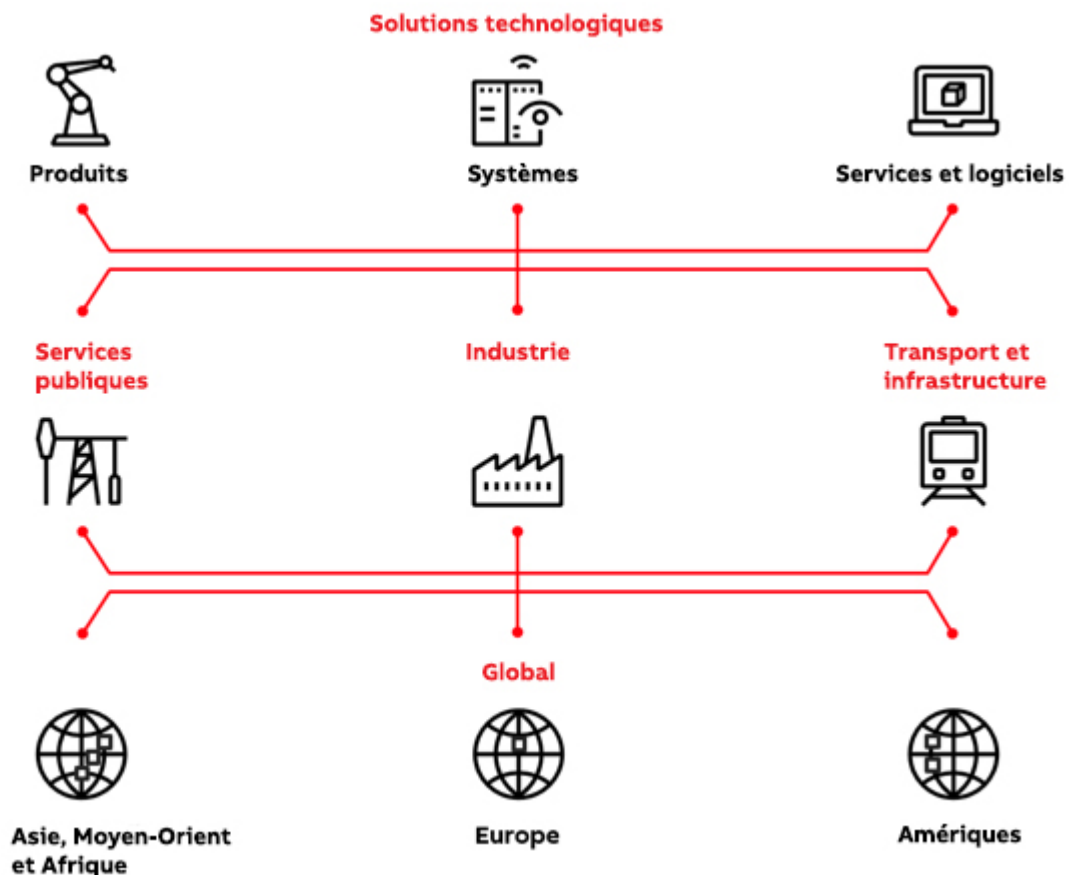 Solutions technologiques
Produits
Systèmes
Services et logiciels
Services
publiques
Industrie
Transport et
infrastructure
Global
Asie, Moyen-Orient
et Afrique
Europe
Amériques